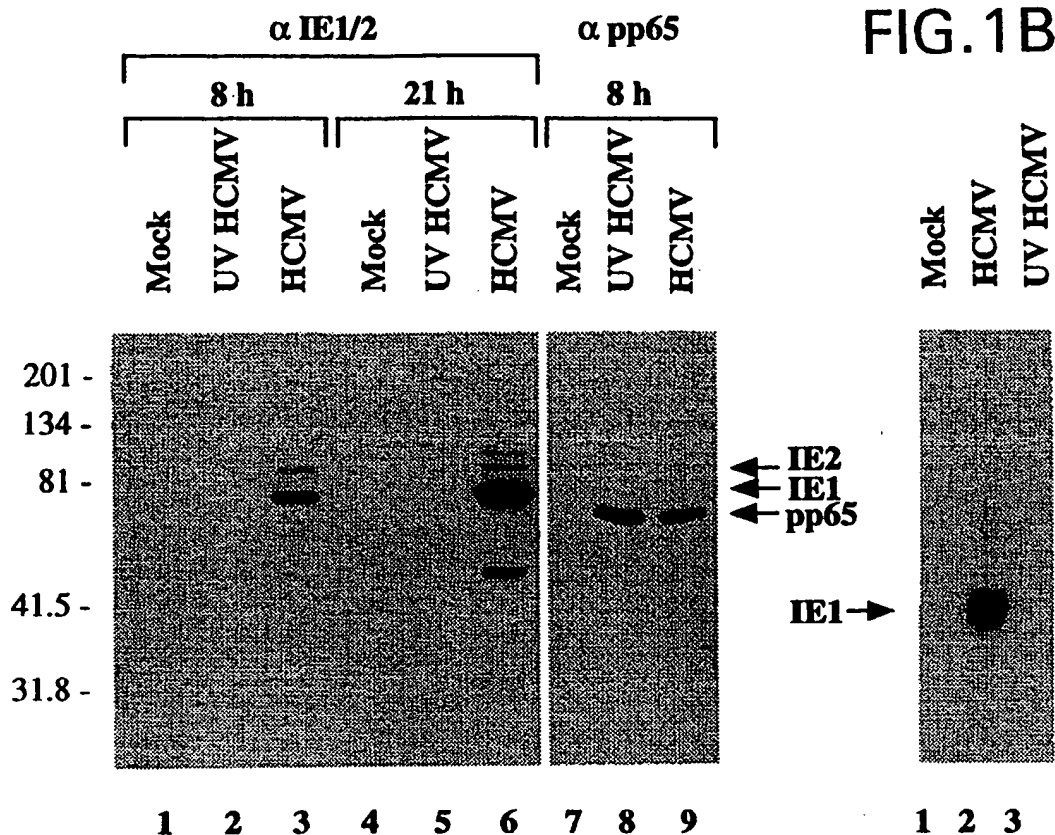 FIG.1B
α IE1/2
α pp65
8 h
21 h
8 h
Mock
UV HCMV
HCMV
Mock
UV HCMV
HCMV
Mock
UV HCMV
HCMV
Mock
HCMV
UV HCMV
201 -
134 -
81 -
41.5 -
31.8 -
IE2
IE1
pp65
IE1
1 2 3 4 5 6 7 8 9
1 2 3